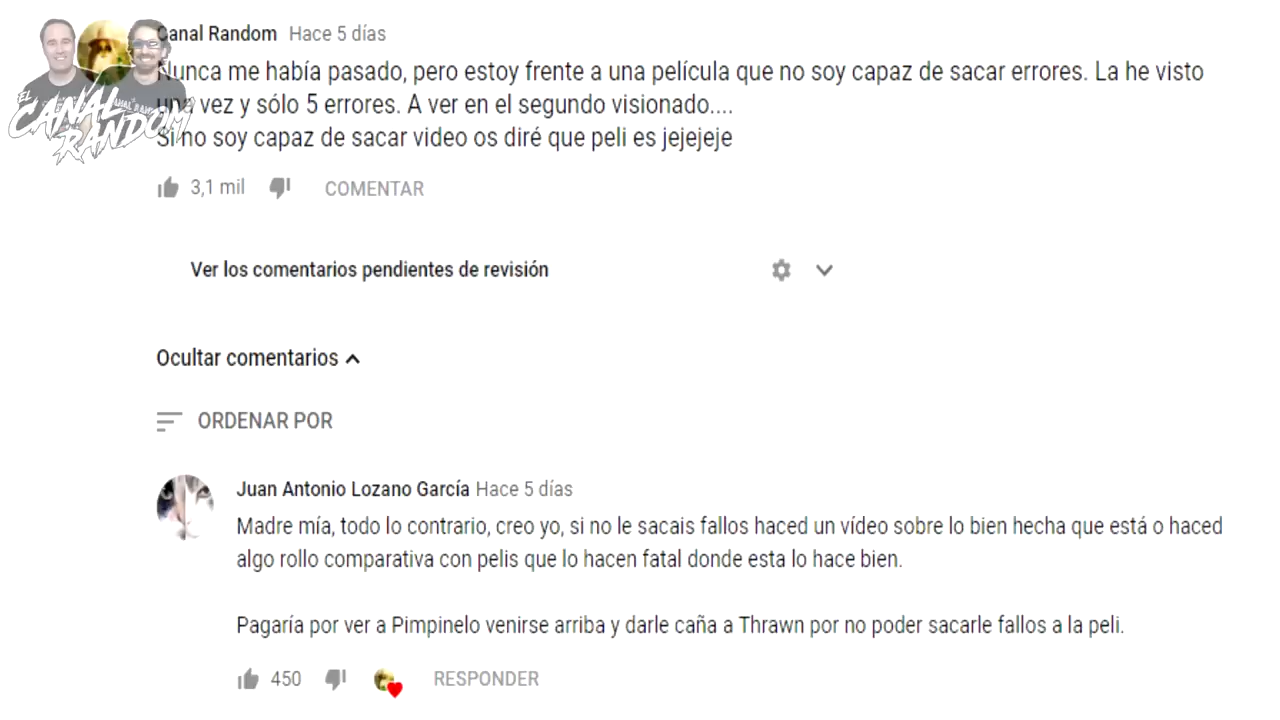 Canal Random Hace 5 días
Nunca me había pasado, pero estoy frente a una película que no soy capaz de sacar errores. La he visto
una vez y sólo 5 errores. A ver en el segundo visionado....
Si no soy capaz de sacar video os diré que peli es jejejeje
EL
CANAL
RANDOM
3,1 mil COMENTAR
Ver los comentarios pendientes de revisión
Ocultar comentarios
ORDENAR POR
Juan Antonio Lozano García Hace 5 días
Madre mía, todo lo contrario, creo yo, si no le sacais fallos haced un vídeo sobre lo bien hecha que está o haced
algo rollo comparativa con pelis que lo hacen fatal donde esta lo hace bien.
Pagaría por ver a Pimpinelo venirse arriba y darle caña a Thrawn por no poder sacarle fallos a la peli.
450 RESPONDER